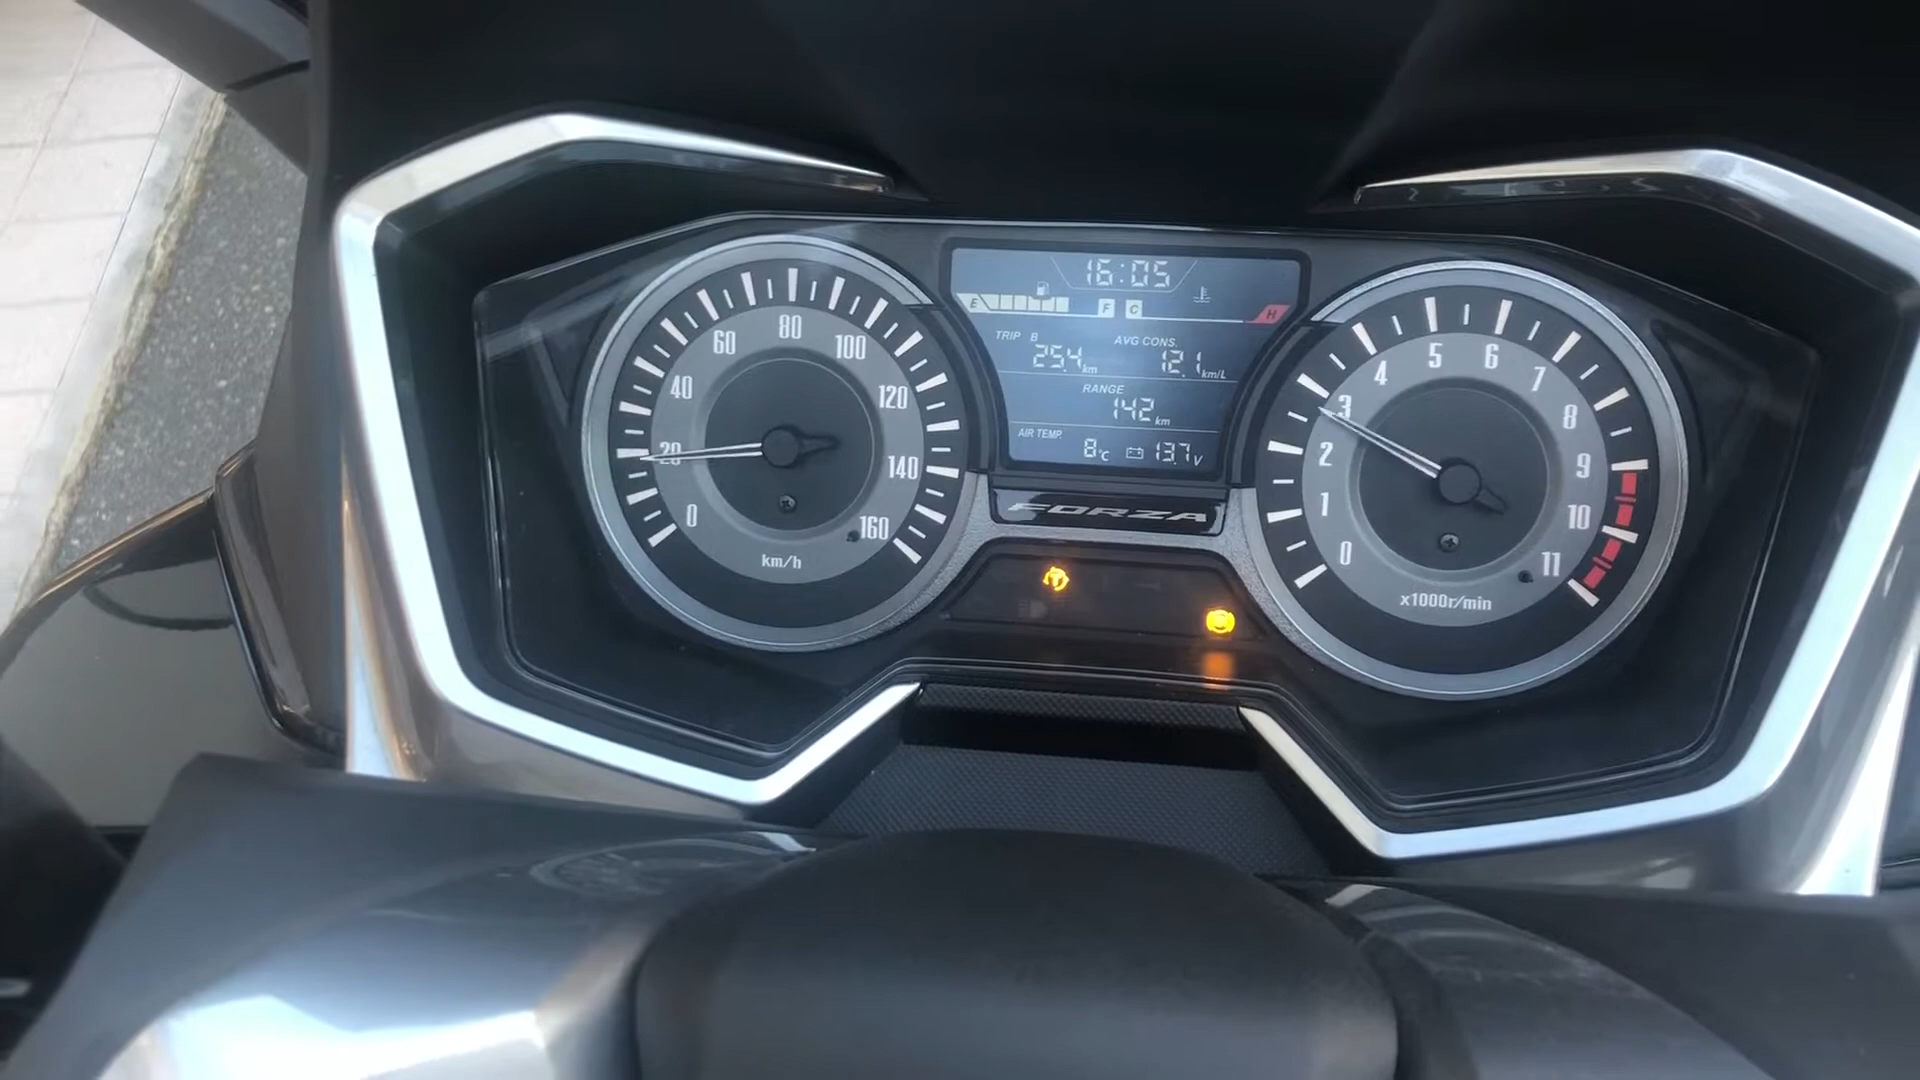 16:05
E F C H
TRIP B 25.4 km
AVG CONS. 12.1 km/L
RANGE
142 km
AIR TEMP. 8°C 13.7 V
FORZA
0 20 40 60 80 100 120 140 160
km/h
0 1 2 3 4 5 6 7 8 9 10 11
x1000r/min